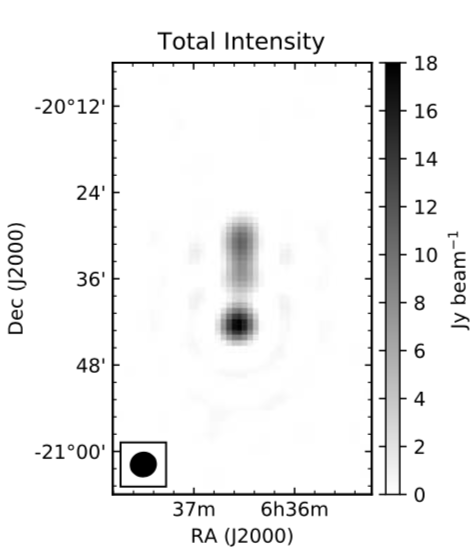 Total Intensity
-20°12'
24'
36'
48'
-21°00'
Dec (J2000)
37m
6h36m
RA (J2000)
18
16
14
12
10
8
6
4
2
0
Jy beam⁻¹